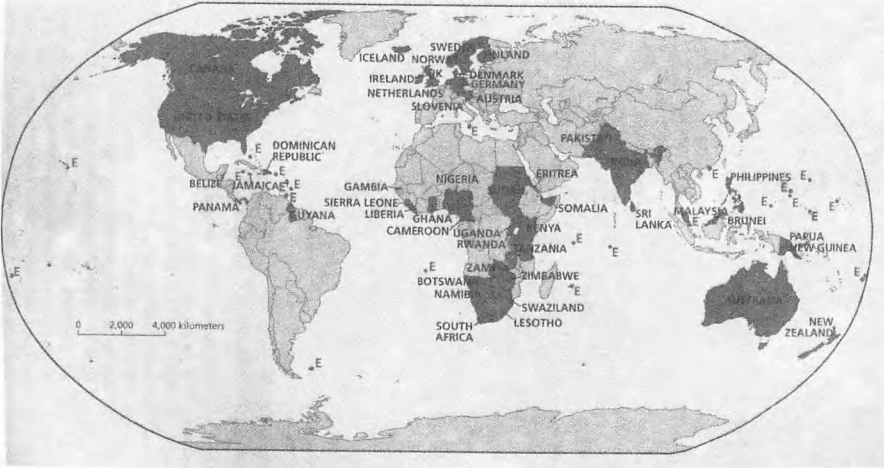 CANADA
UNITED STATES
ICELAND
SWEDEN
NORWAY
FINLAND
IRELAND
UK
DENMARK
GERMANY
NETHERLANDS
SLOVENIA
AUSTRIA
E
E
DOMINICAN
REPUBLIC
E
E
E
BELIZE
JAMAICA
E
E
E
PANAMA
GUYANA
GAMBIA
NIGERIA
SIERRA LEONE
LIBERIA
GHANA
CAMEROON
ERITREA
SOMALIA
UGANDA
RWANDA
KENYA
TANZANIA
PAKISTAN
INDIA
SRI
LANKA
E
PHILIPPINES
E
E
E
E
E
E
MALAYSIA
E
BRUNEI
PAPUA
NEW GUINEA
E
E
E
ZIMBABWE
BOTSWANA
NAMIBIA
E
SWAZILAND
LESOTHO
SOUTH
AFRICA
E
AUSTRALIA
NEW
ZEALAND
E
0 2,000 4,000 kilometers
E